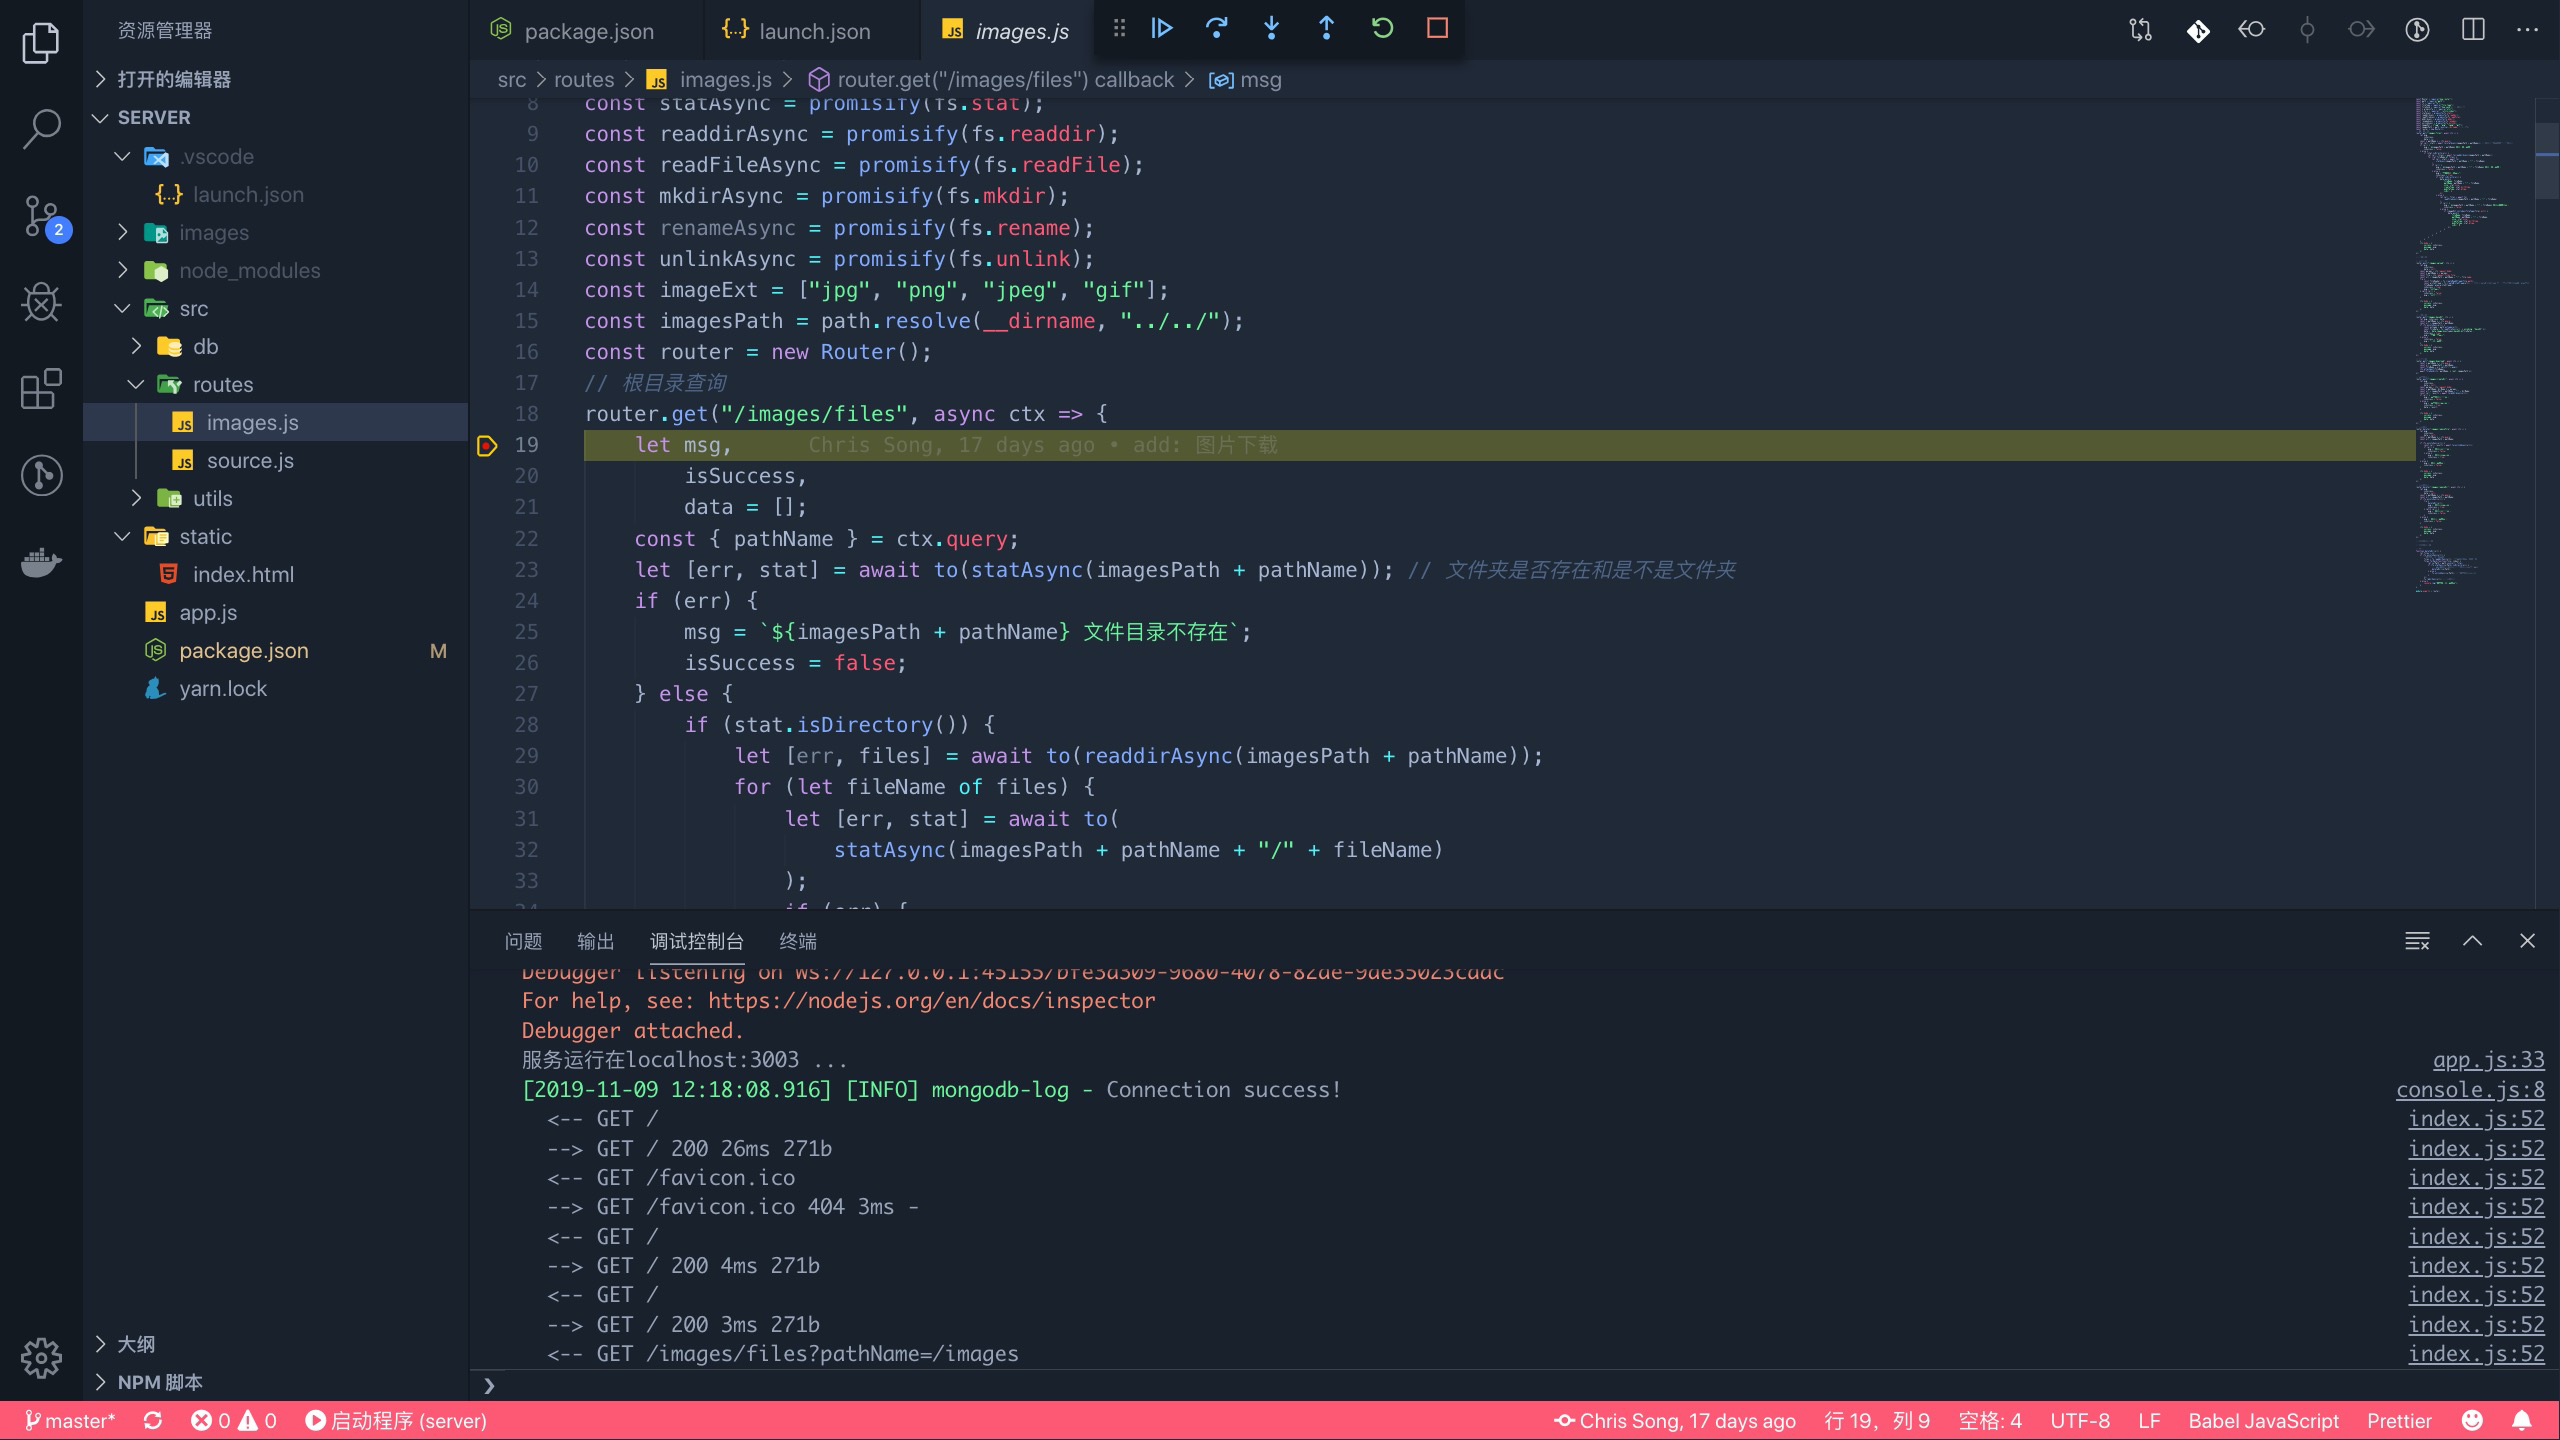 资源管理器
打开的编辑器
SERVER
.vscode
launch.json
images
node_modules
src
db
routes
images.js
source.js
utils
static
index.html
app.js
package.json M
yarn.lock
大纲
NPM 脚本
2
package.json launch.json images.js
src > routes > images.js > router.get("/images/files") callback > msg
8 const statAsync = promisify(fs.stat);
9 const readdirAsync = promisify(fs.readdir);
10 const readFileAsync = promisify(fs.readFile);
11 const mkdirAsync = promisify(fs.mkdir);
12 const renameAsync = promisify(fs.rename);
13 const unlinkAsync = promisify(fs.unlink);
14 const imageExt = ["jpg", "png", "jpeg", "gif"];
15 const imagesPath = path.resolve(__dirname, "../../");
16 const router = new Router();
17 // 根目录查询
18 router.get("/images/files", async ctx => {
19 let msg, Chris Song, 17 days ago • add: 图片下载
20 isSuccess,
21 data = [];
22 const { pathName } = ctx.query;
23 let [err, stat] = await to(statAsync(imagesPath + pathName)); // 文件夹是否存在和是不是文件夹
24 if (err) {
25 msg = `${imagesPath + pathName} 文件目录不存在`;
26 isSuccess = false;
27 } else {
28 if (stat.isDirectory()) {
29 let [err, files] = await to(readdirAsync(imagesPath + pathName));
30 for (let fileName of files) {
31 let [err, stat] = await to(
32 statAsync(imagesPath + pathName + "/" + fileName)
33 );
34 if (err) {
问题 输出 调试控制台 终端
Debugger listening on ws://127.0.0.1:45155/bfe3a309-9680-4078-82de-9de35023cadc
For help, see: https://nodejs.org/en/docs/inspector
Debugger attached.
服务运行在localhost:3003 ... app.js:33
[2019-11-09 12:18:08.916] [INFO] mongodb-log - Connection success! console.js:8
<-- GET / index.js:52
--> GET / 200 26ms 271b index.js:52
<-- GET /favicon.ico index.js:52
--> GET /favicon.ico 404 3ms - index.js:52
<-- GET / index.js:52
--> GET / 200 4ms 271b index.js:52
<-- GET / index.js:52
--> GET / 200 3ms 271b index.js:52
<-- GET /images/files?pathName=/images index.js:52
master* 0 0 启动程序 (server) Chris Song, 17 days ago 行 19，列 9 空格: 4 UTF-8 LF Babel JavaScript Prettier